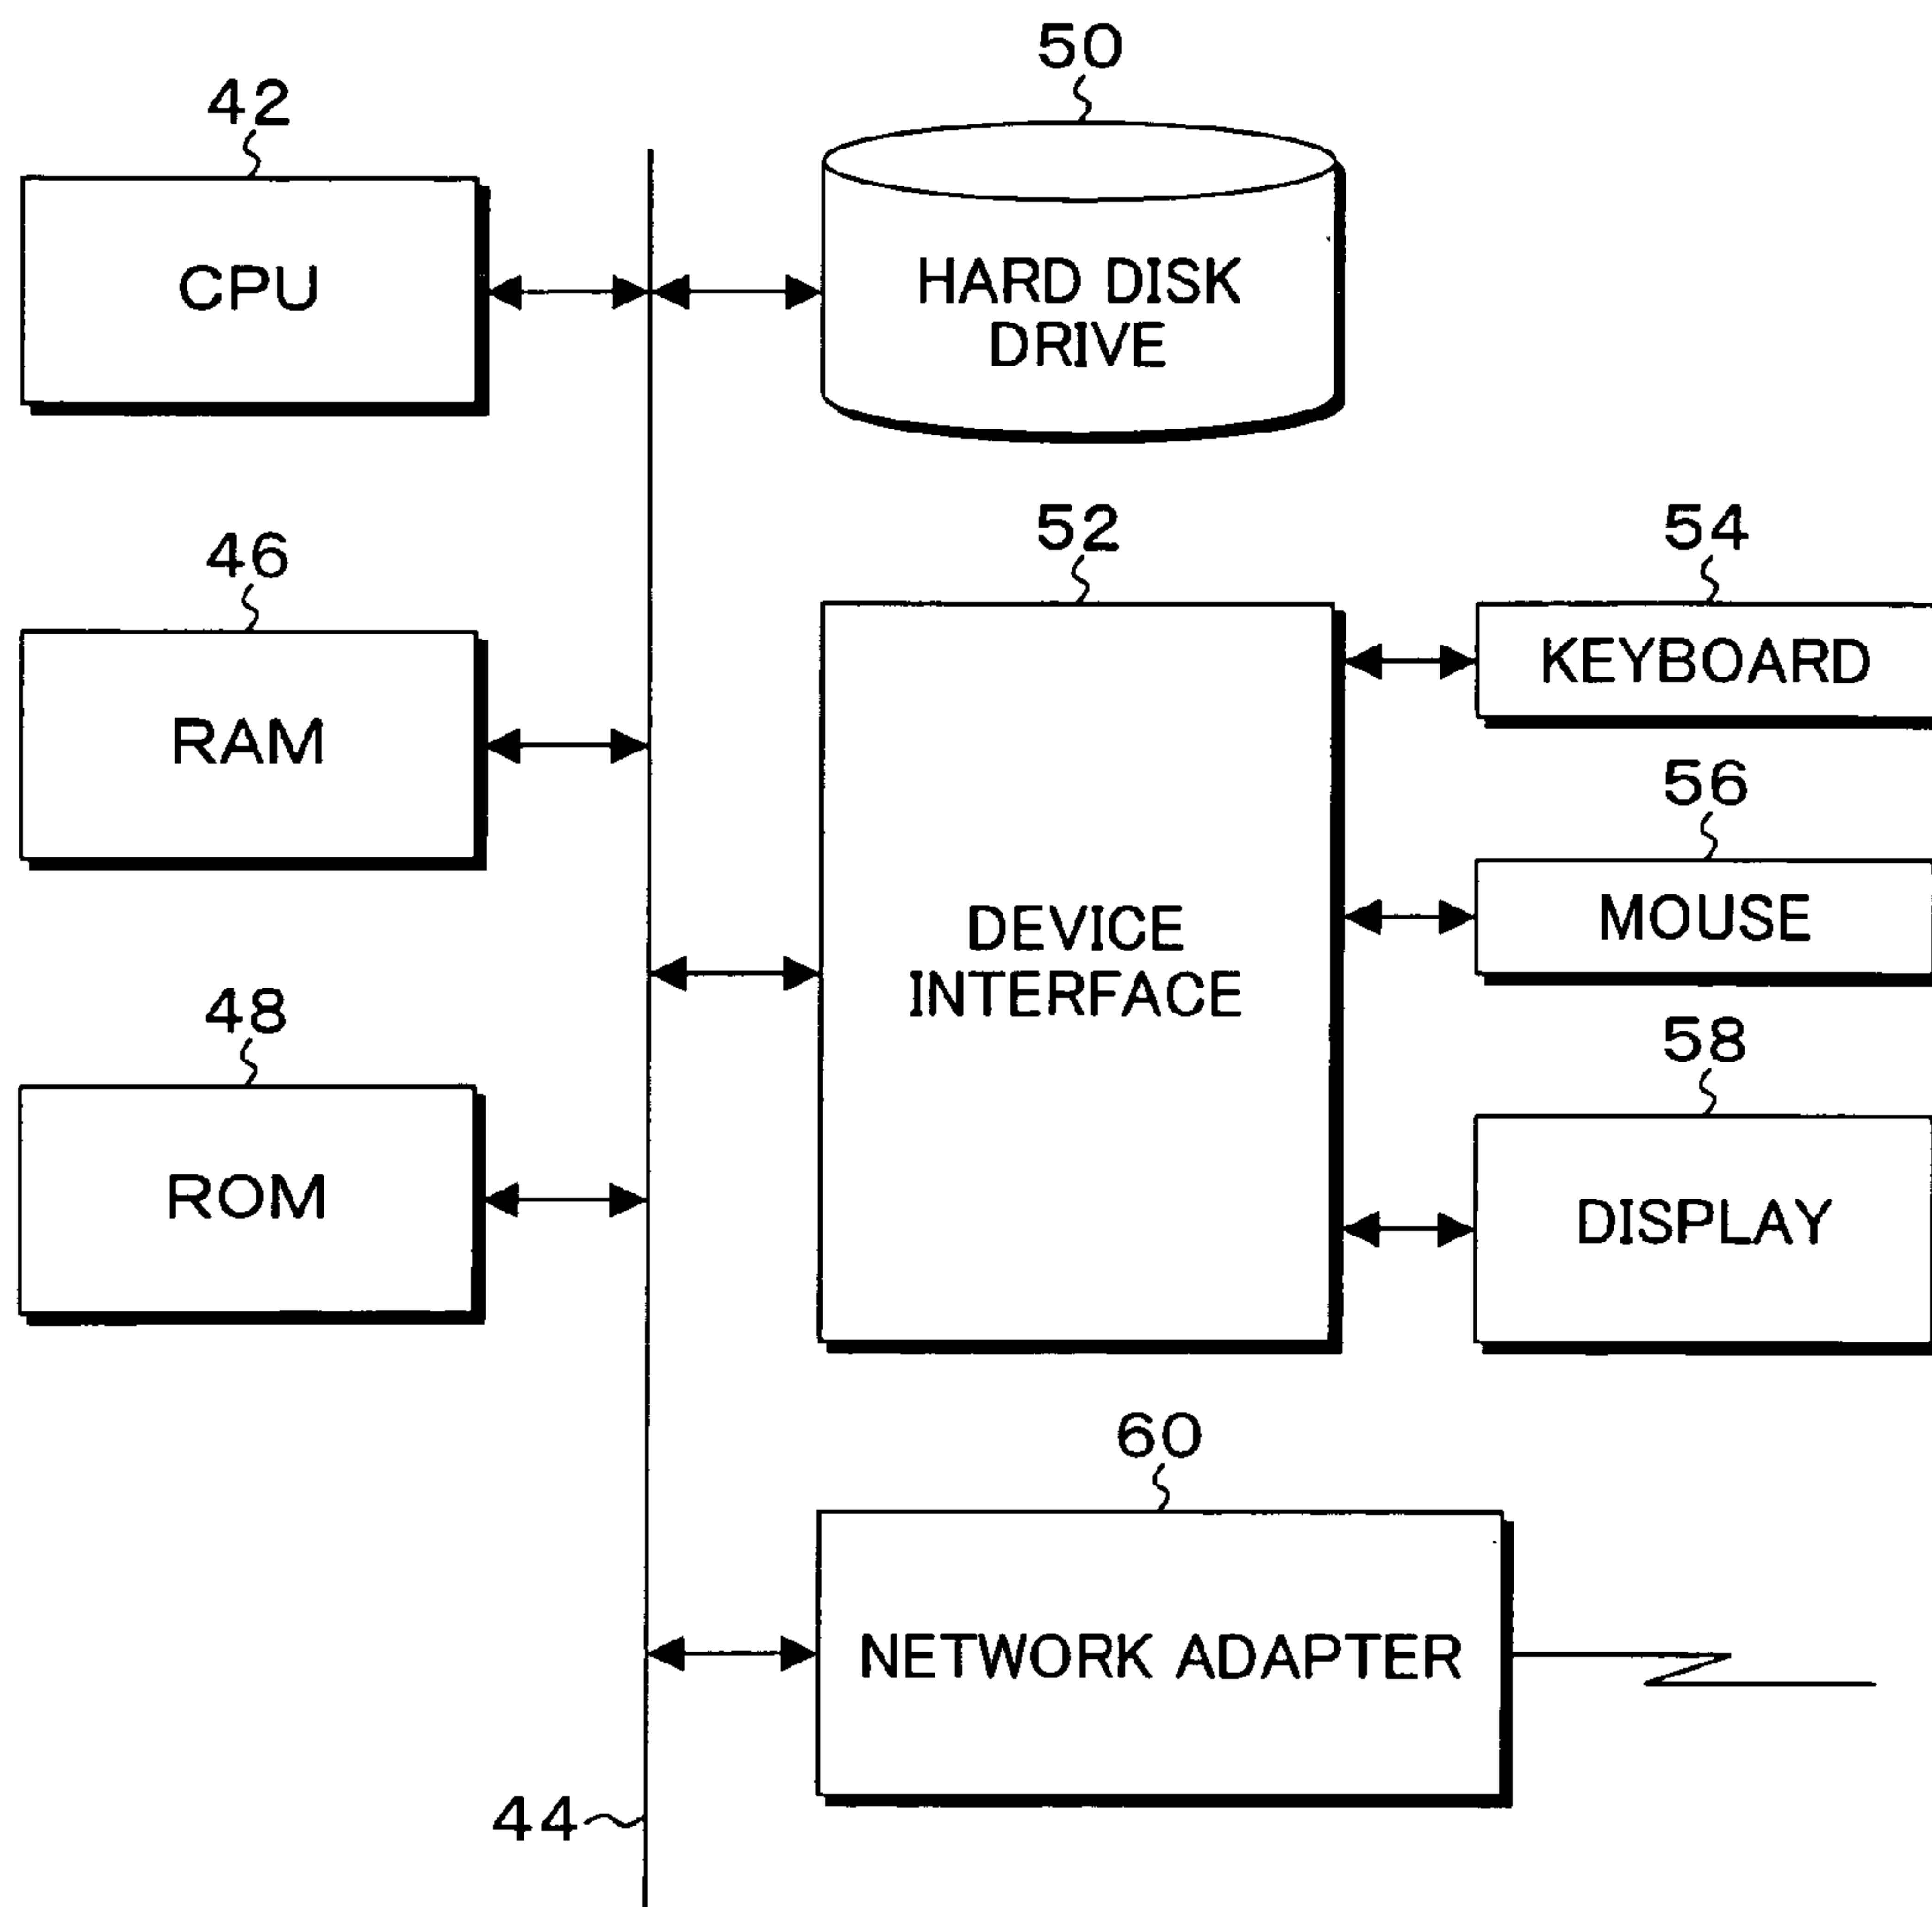 50
42
CPU
HARD DISK
DRIVE
46
RAM
52
DEVICE
INTERFACE
54
KEYBOARD
56
MOUSE
48
ROM
58
DISPLAY
60
NETWORK ADAPTER
44